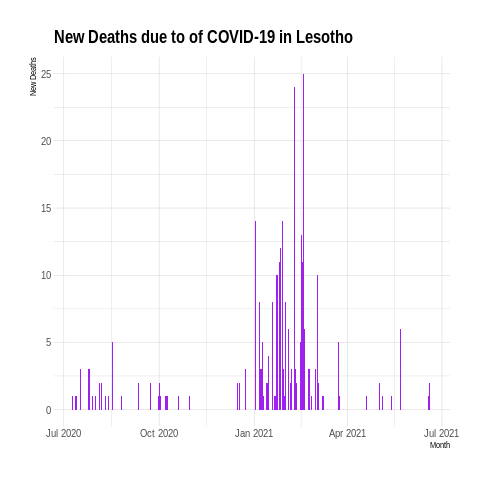 New Deaths due to of COVID-19 in Lesotho
New Deaths
25
20
15
10
5
0
Jul 2020 Oct 2020 Jan 2021 Apr 2021 Jul 2021
Month